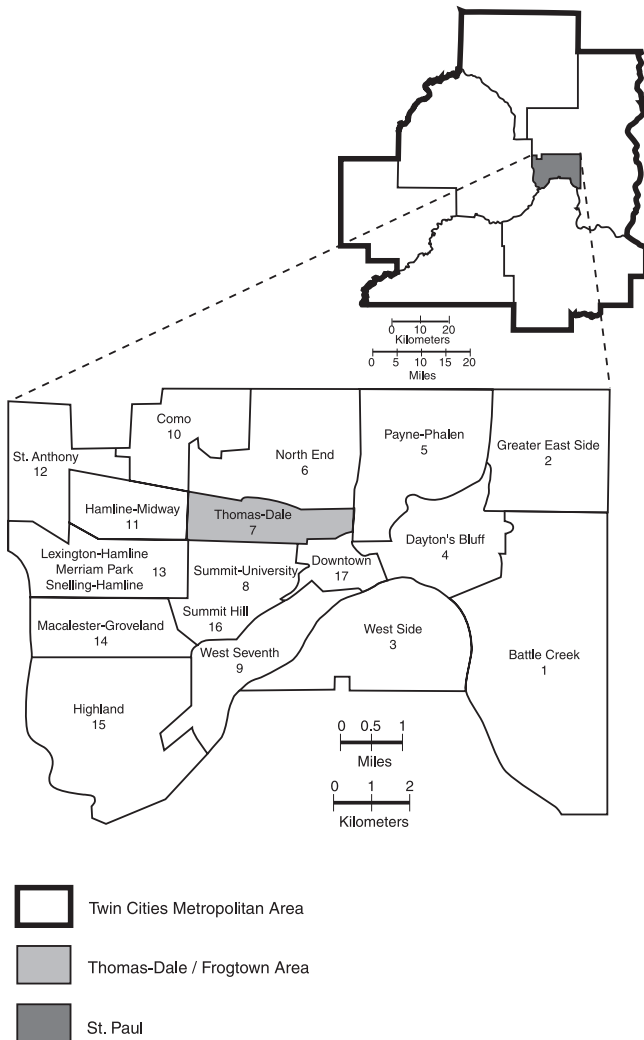 0 10 20
Kilometers
0 5 10 15 20
Miles
Como
10
St. Anthony
12
North End
6
Payne-Phalen
5
Greater East Side
2
Hamline-Midway
11
Thomas-Dale
7
Dayton's Bluff
4
Lexington-Hamline
Merriam Park
Snelling-Hamline
13
Summit-University
8
Downtown
17
Summit Hill
16
Macalester-Groveland
14
West Side
3
West Seventh
9
Battle Creek
1
Highland
15
0 0.5 1
Miles
0 1 2
Kilometers
Twin Cities Metropolitan Area
Thomas-Dale / Frogtown Area
St. Paul